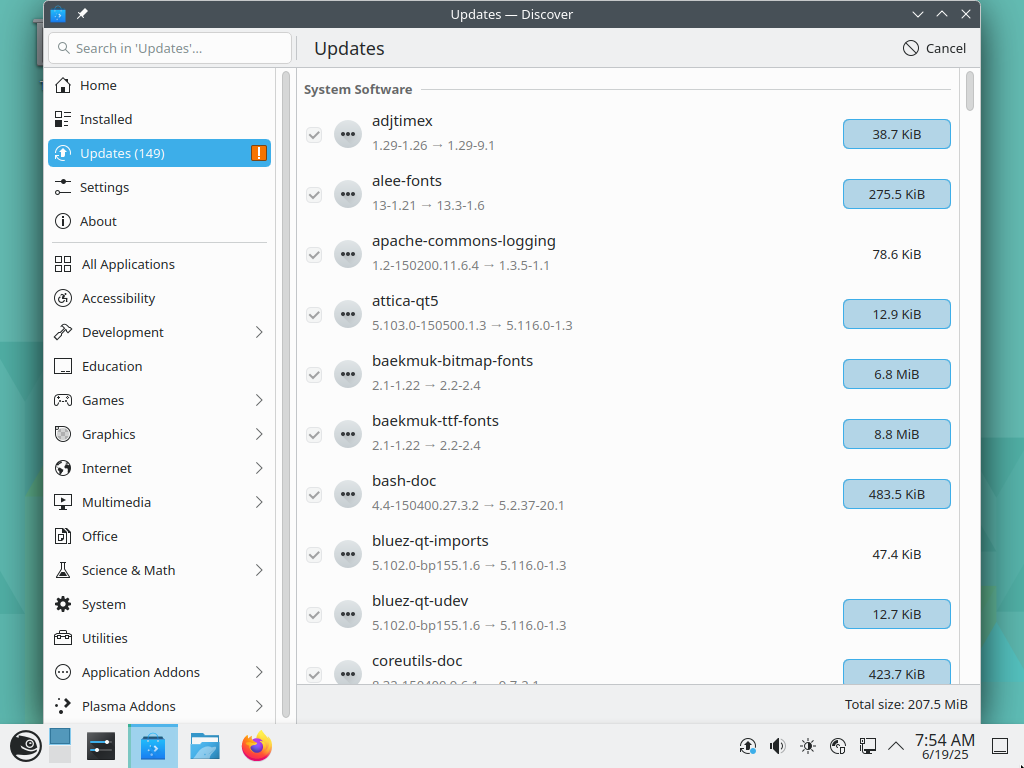 Updates — Discover
Search in 'Updates'...
Updates
Cancel
Home
Installed
Updates (149)
Settings
About
All Applications
Accessibility
Development
Education
Games
Graphics
Internet
Multimedia
Office
Science & Math
System
Utilities
Application Addons
Plasma Addons
System Software
adjtimex
38.7 KiB
1.29-1.26 → 1.29-9.1
alee-fonts
275.5 KiB
13-1.21 → 13.3-1.6
apache-commons-logging
78.6 KiB
1.2-150200.11.6.4 → 1.3.5-1.1
attica-qt5
12.9 KiB
5.103.0-150500.1.3 → 5.116.0-1.3
baekmuk-bitmap-fonts
6.8 MiB
2.1-1.22 → 2.2-2.4
baekmuk-ttf-fonts
8.8 MiB
2.1-1.22 → 2.2-2.4
bash-doc
483.5 KiB
4.4-150400.27.3.2 → 5.2.37-20.1
bluez-qt-imports
47.4 KiB
5.102.0-bp155.1.6 → 5.116.0-1.3
bluez-qt-udev
12.7 KiB
5.102.0-bp155.1.6 → 5.116.0-1.3
coreutils-doc
423.7 KiB
Total size: 207.5 MiB
7:54 AM
6/19/25